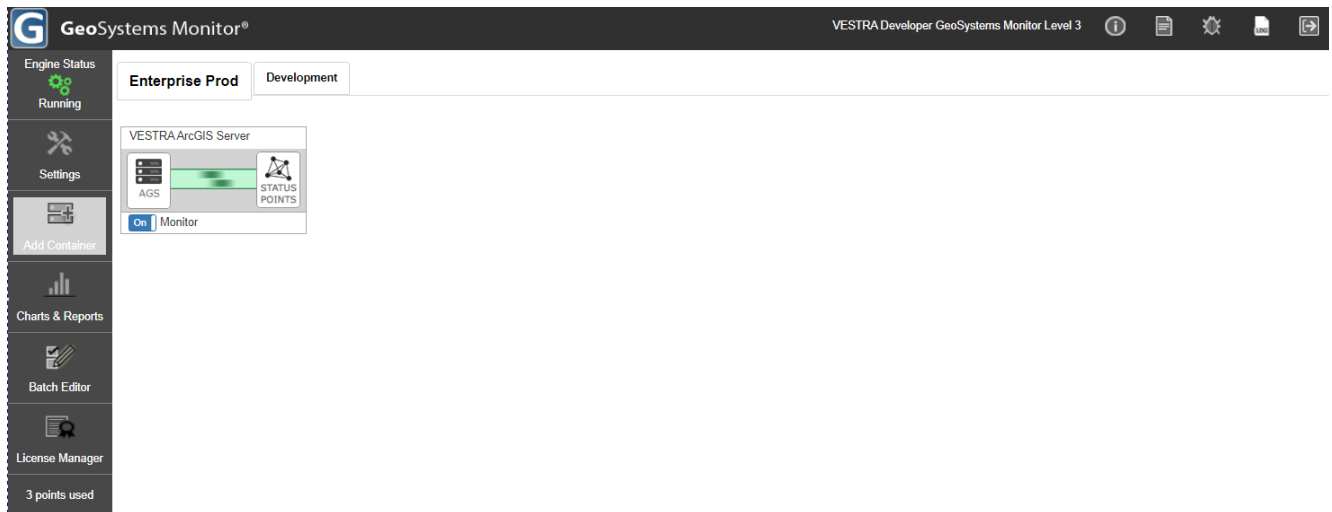 G GeoSystems Monitor®
VESTRA Developer GeoSystems Monitor Level 3
LOG
Engine Status
Running
Settings
Add Container
Charts & Reports
Batch Editor
License Manager
3 points used
Enterprise Prod
Development
VESTRA ArcGIS Server
AGS
STATUS
POINTS
On Monitor